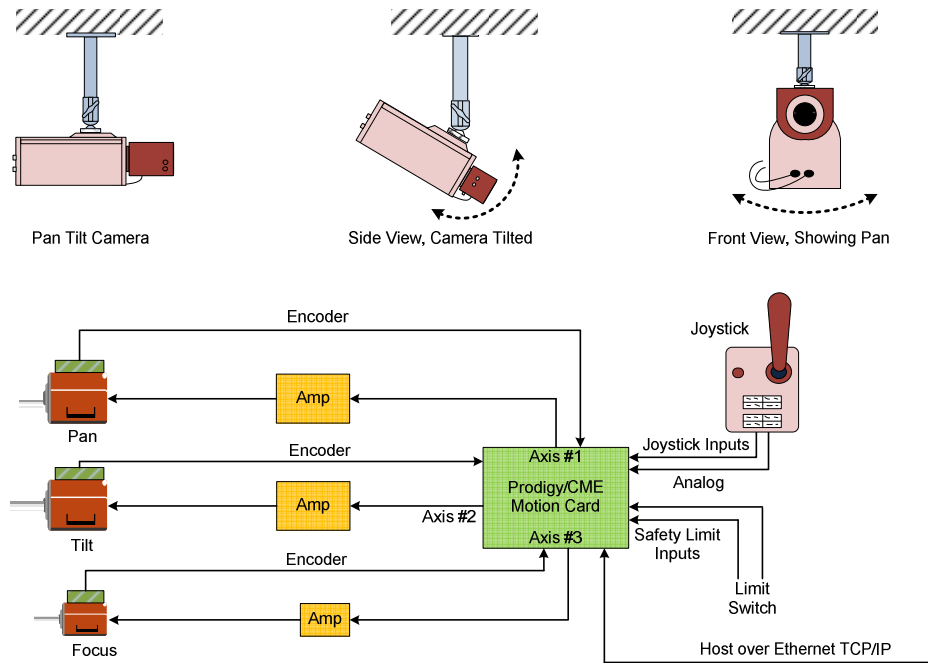 Pan Tilt Camera
Side View, Camera Tilted
Front View, Showing Pan
Encoder
Joystick
Amp
Pan
Joystick Inputs
Axis #1
Encoder
Analog
Prodigy/CME
Motion Card
Amp
Axis #2
Tilt
Axis #3
Safety Limit
Inputs
Encoder
Limit
Switch
Amp
Focus
Host over Ethernet TCP/IP